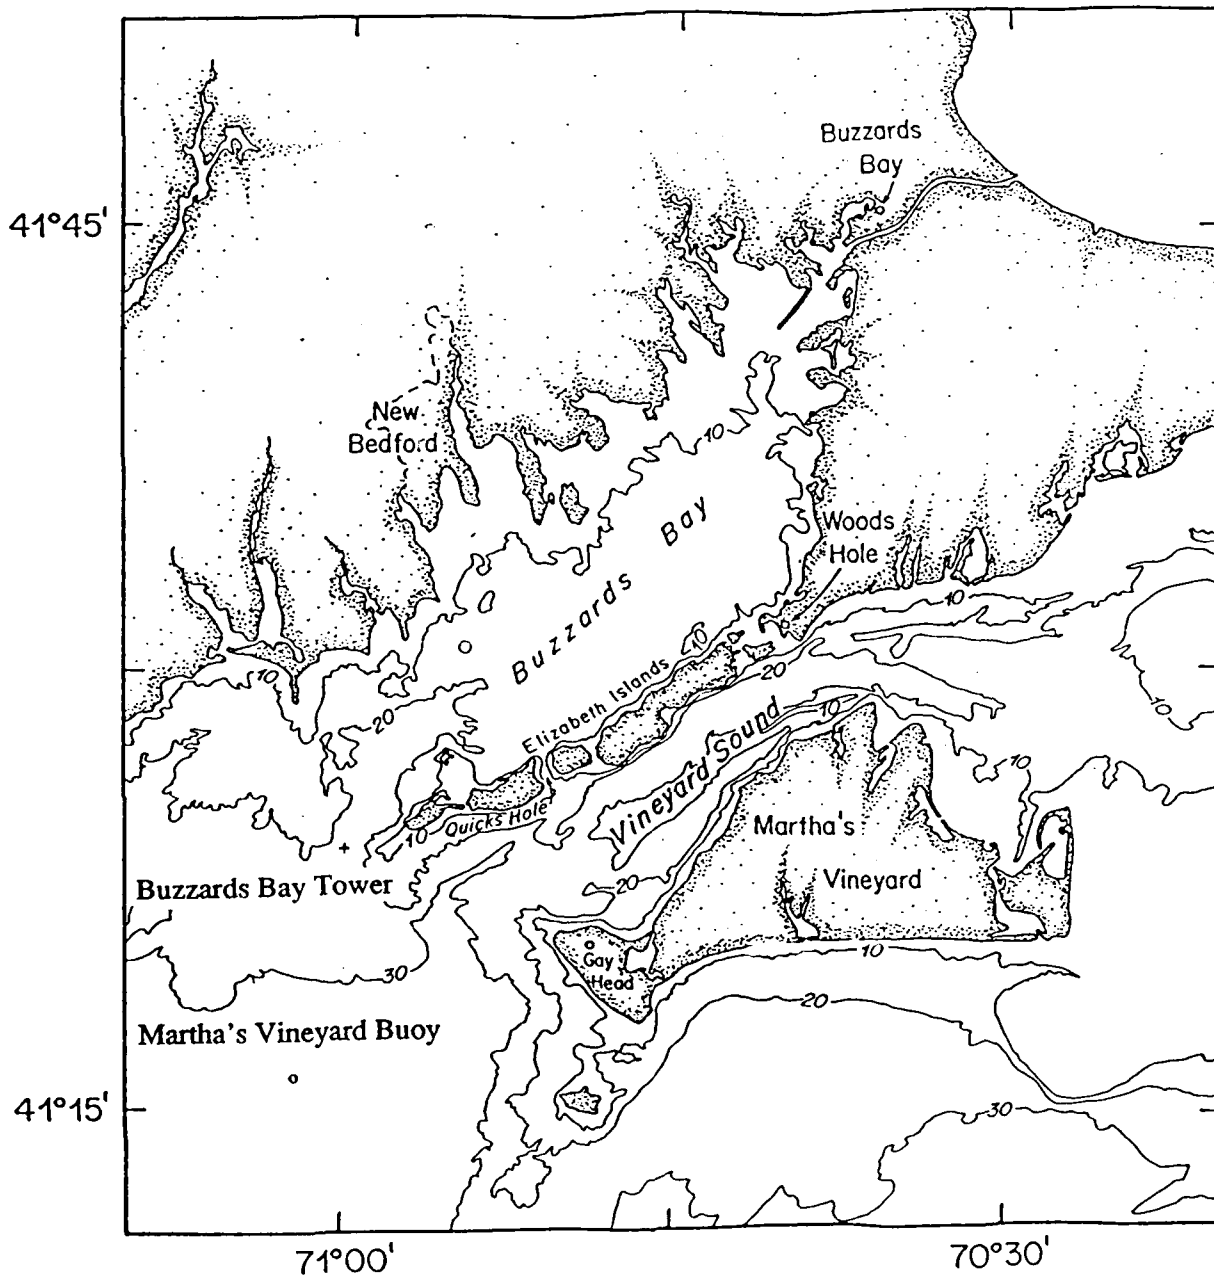 Buzzards
Bay
41°45'
New
Bedford
10
Bay
Woods
Hole
Buzzards
10
10
10
20
20
Elizabeth Islands
10
10
10
Vineyard Sound
10
Quicks Hole
Martha's
Vineyard
20
Buzzards Bay Tower
30
Gay
Head
10
20
Martha's Vineyard Buoy
41°15'
30
71°00'
70°30'